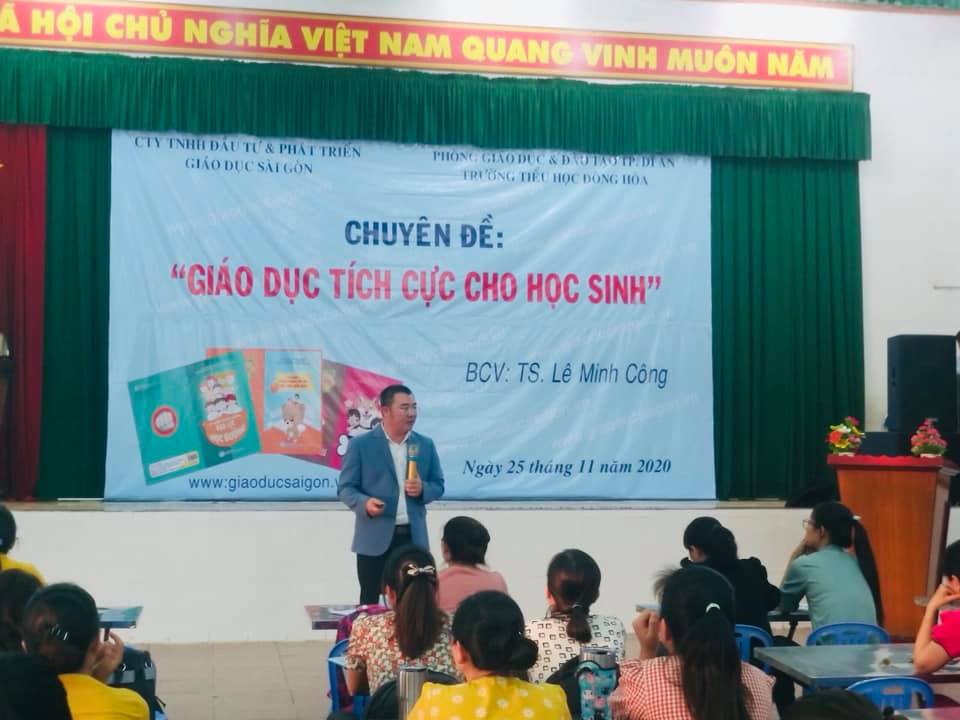 Ã HỘI CHỦ NGHĨA VIỆT NAM QUANG VINH MUÔN NĂM
CTY TNHH ĐẦU TƯ & PHÁT TRIỂN
GIÁO DỤC SÀI GÒN
PHÒNG GIÁO DỤC & ĐÀO TẠO TP. DĨ AN
TRƯỜNG TIỂU HỌC ĐÔNG HÒA
CHUYÊN ĐỀ:
“GIÁO DỤC TÍCH CỰC CHO HỌC SINH”
BCV: TS. Lê Minh Công
Ngày 25 tháng 11 năm 2020
www.giaoducsaigon.v